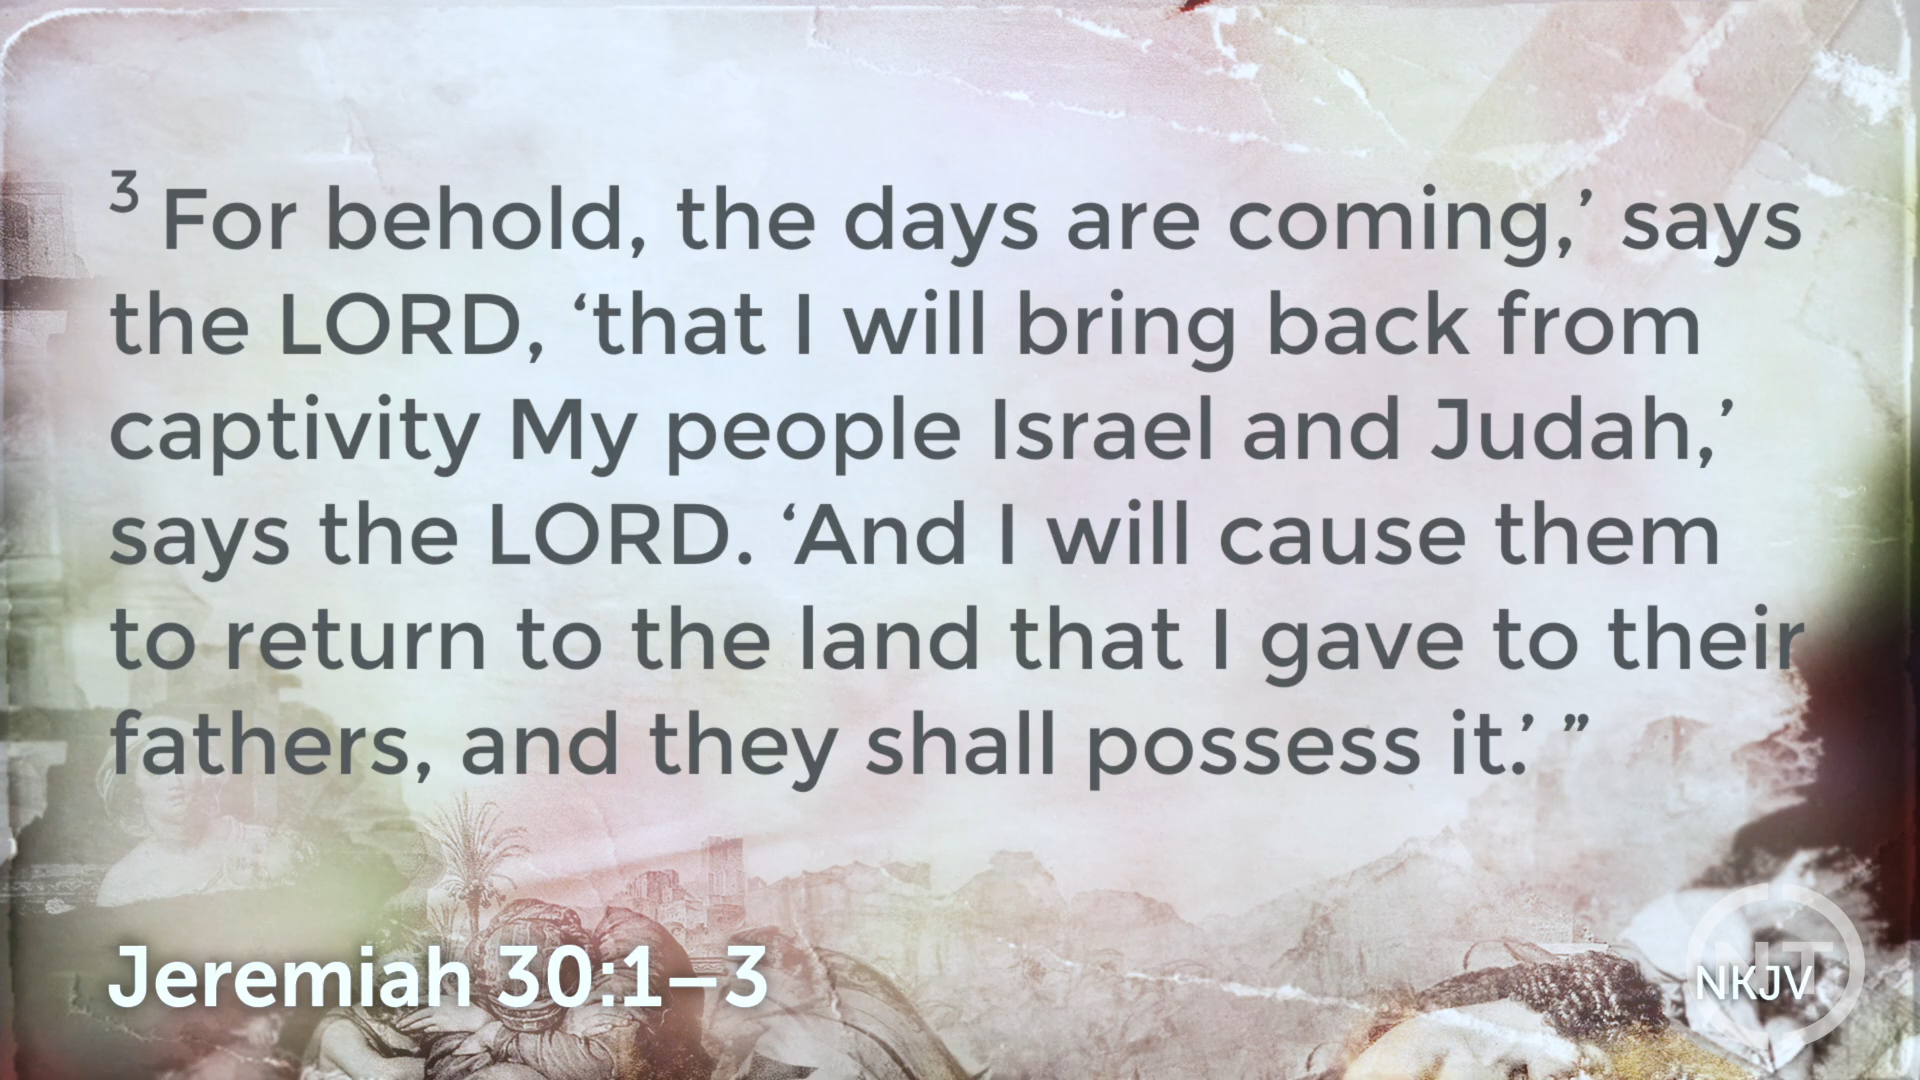 3 For behold, the days are coming,’ says
the LORD, ‘that I will bring back from
captivity My people Israel and Judah,’
says the LORD. ‘And I will cause them
to return to the land that I gave to their
fathers, and they shall possess it.’ ”
Jeremiah 30:1–3
NT
NKJV